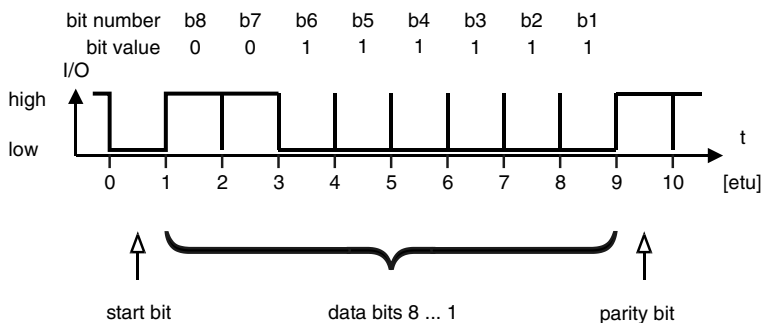 bit number b8 b7 b6 b5 b4 b3 b2 b1
bit value 0 0 1 1 1 1 1 1
I/O
high
low
t
0 1 2 3 4 5 6 7 8 9 10 [etu]
start bit data bits 8 ... 1 parity bit